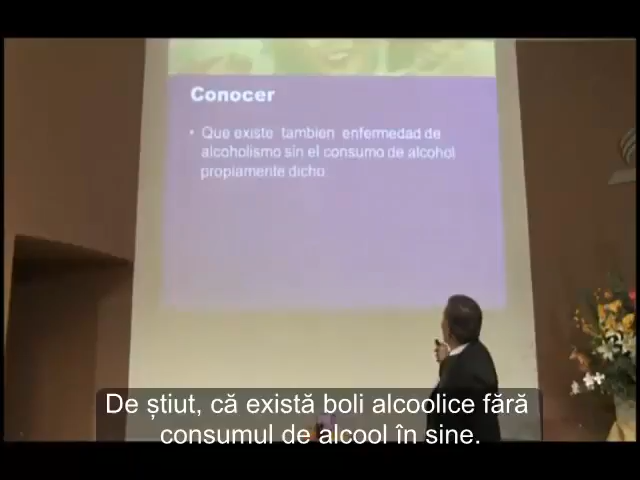 Conocer
• Que existe tambien enfermedad de
alcoholismo sin el consumo de alcohol
propiamente dicho
De știut, că există boli alcoolice fără
consumul de alcool în sine.